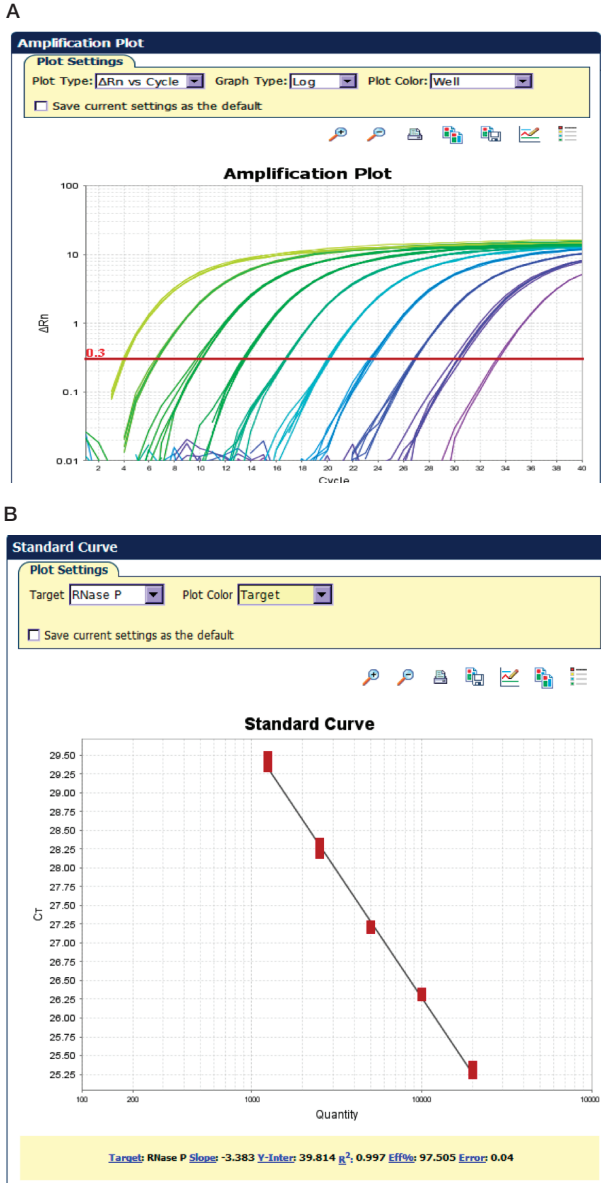 A
Amplification Plot
Plot Settings
Plot Type: ΔRn vs Cycle Graph Type: Log Plot Color: Well
Save current settings as the default
Amplification Plot
100
10
1
0.3
0.1
0.01
ΔRn
2 4 6 8 10 12 14 16 18 20 22 24 26 28 30 32 34 36 38 40
Cycle
B
Standard Curve
Plot Settings
Target RNase P Plot Color Target
Save current settings as the default
Standard Curve
29.50
29.25
29.00
28.75
28.50
28.25
28.00
27.75
27.50
27.25
27.00
26.75
26.50
26.25
26.00
25.75
25.50
25.25
CT
100 200 1000 10000 10000
Quantity
Target: RNase P Slope: -3.383 Y-Inter: 39.814 R²: 0.997 Eff%: 97.505 Error: 0.04